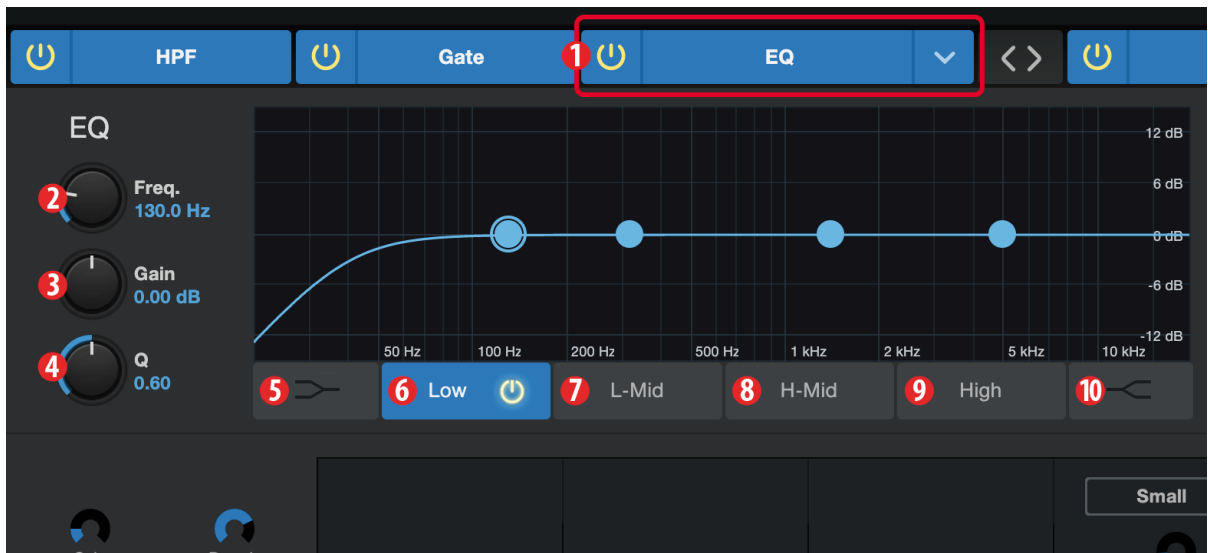 HPF
Gate
1
EQ
EQ
12 dB
2
Freq.
130.0 Hz
6 dB
0 dB
3
Gain
0.00 dB
-6 dB
4
Q
0.60
-12 dB
50 Hz 100 Hz 200 Hz 500 Hz 1 kHz 2 kHz 5 kHz 10 kHz
5
6 Low
7 L-Mid
8 H-Mid
9 High
10
Small